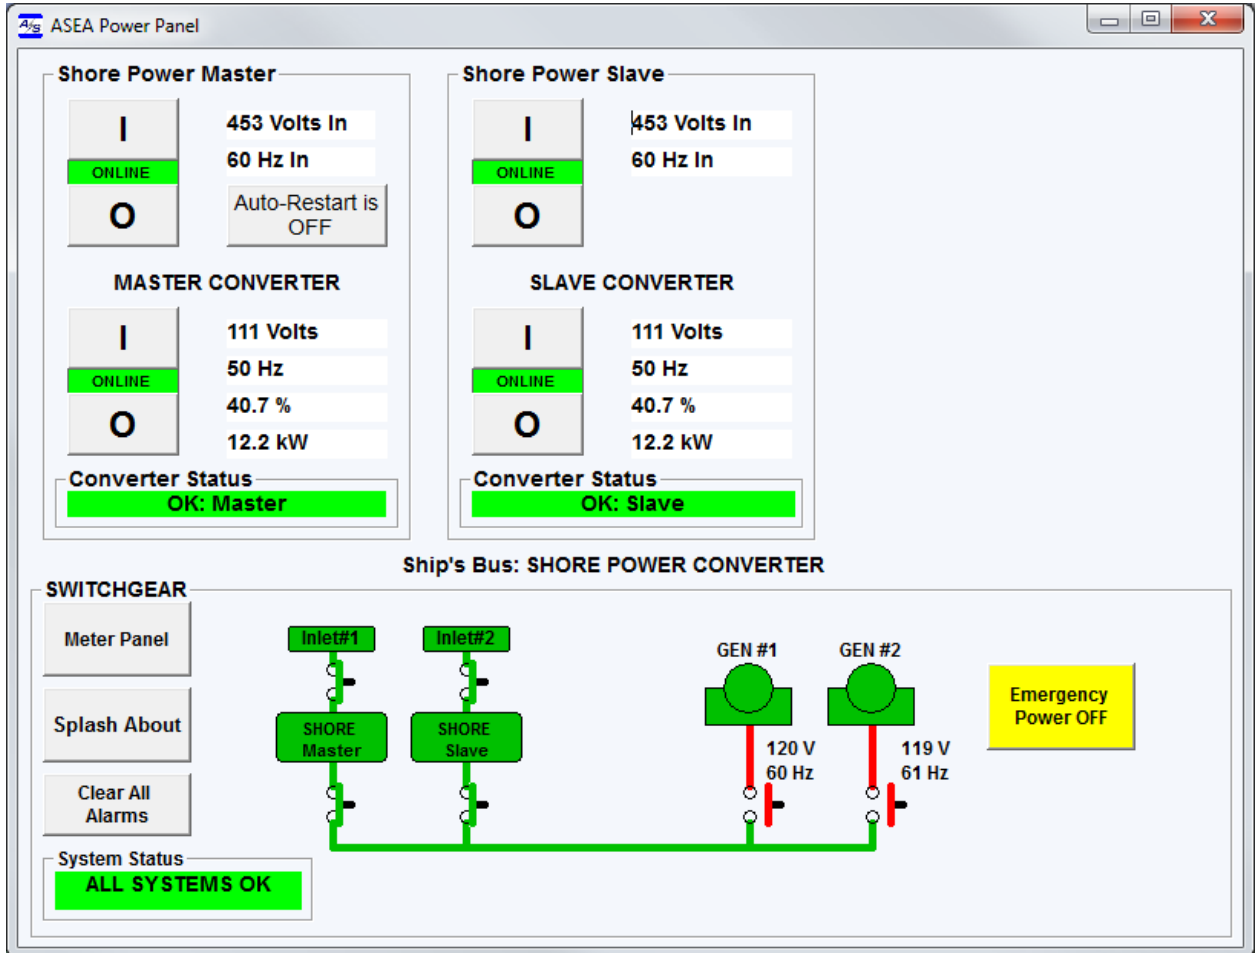 A/S ASEA Power Panel
Shore Power Master
I
453 Volts In
60 Hz In
ONLINE
O
Auto-Restart is
OFF
MASTER CONVERTER
I
111 Volts
50 Hz
ONLINE
40.7 %
O
12.2 kW
Converter Status
OK: Master
Shore Power Slave
I
453 Volts In
60 Hz In
ONLINE
O
SLAVE CONVERTER
I
111 Volts
50 Hz
ONLINE
40.7 %
O
12.2 kW
Converter Status
OK: Slave
Ship's Bus: SHORE POWER CONVERTER
SWITCHGEAR
Meter Panel
Splash About
Clear All
Alarms
System Status
ALL SYSTEMS OK
Inlet#1
Inlet#2
SHORE
Master
SHORE
Slave
GEN #1
GEN #2
120 V
60 Hz
119 V
61 Hz
Emergency
Power OFF